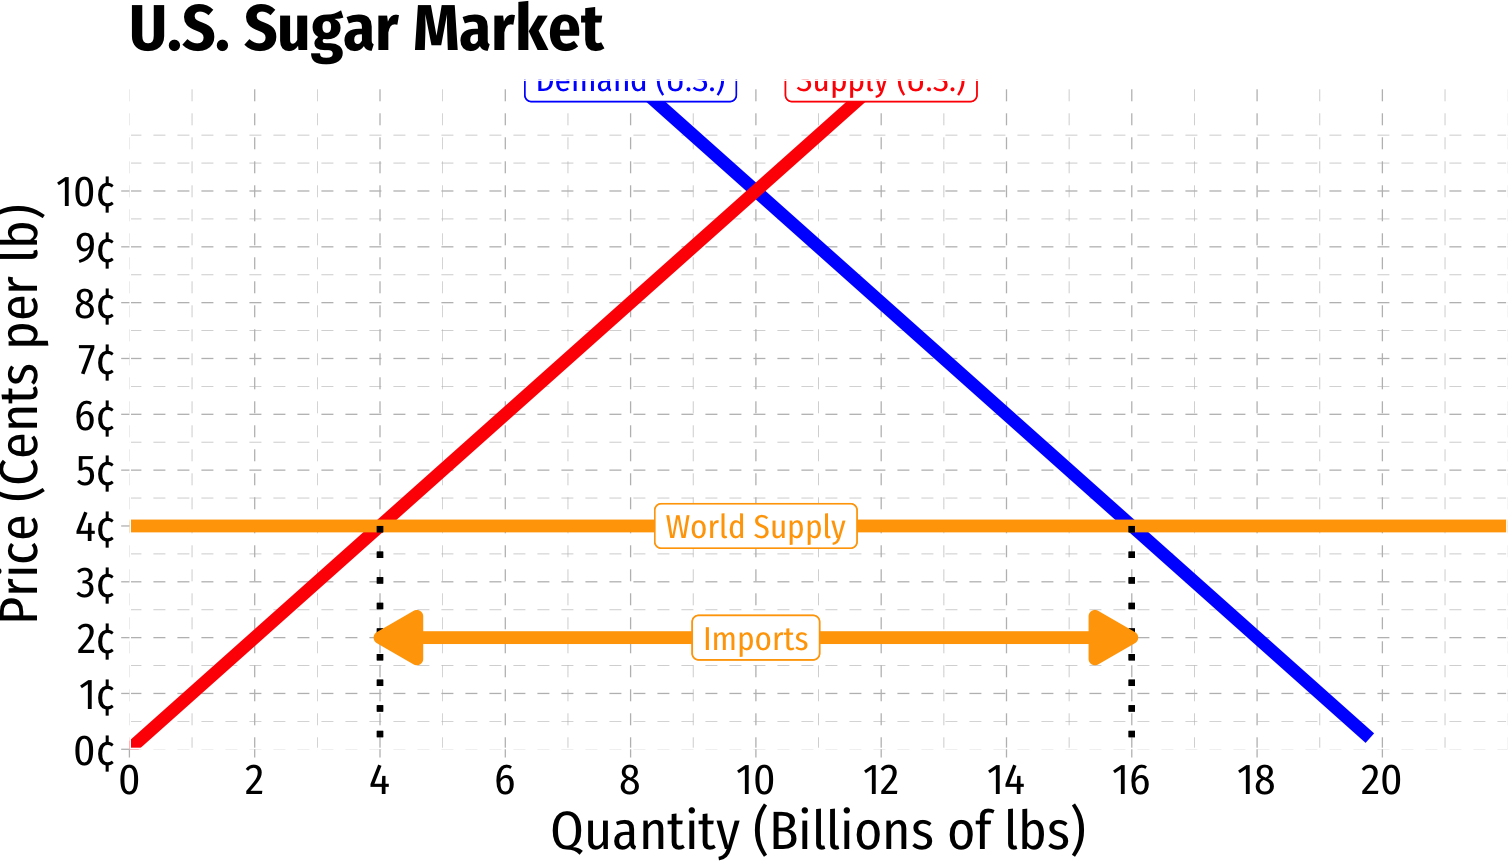 U.S. Sugar Market
Demand (U.S.)
Supply (U.S.)
Price (Cents per lb)
10¢
9¢
8¢
7¢
6¢
5¢
4¢
3¢
2¢
1¢
0¢
World Supply
Imports
0 2 4 6 8 10 12 14 16 18 20
Quantity (Billions of lbs)